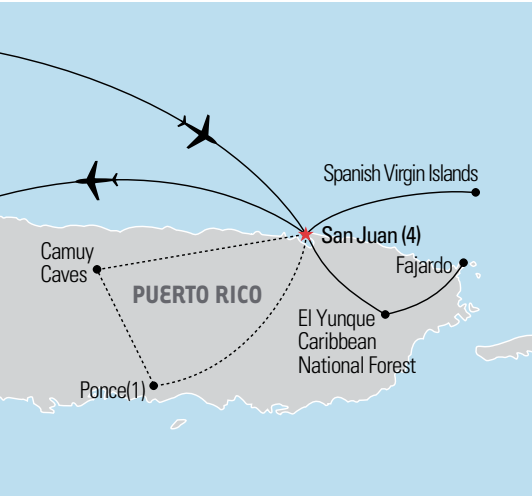 Spanish Virgin Islands
San Juan (4)
Camuy
Caves
Fajardo
PUERTO RICO
El Yunque
Caribbean
National Forest
Ponce(1)